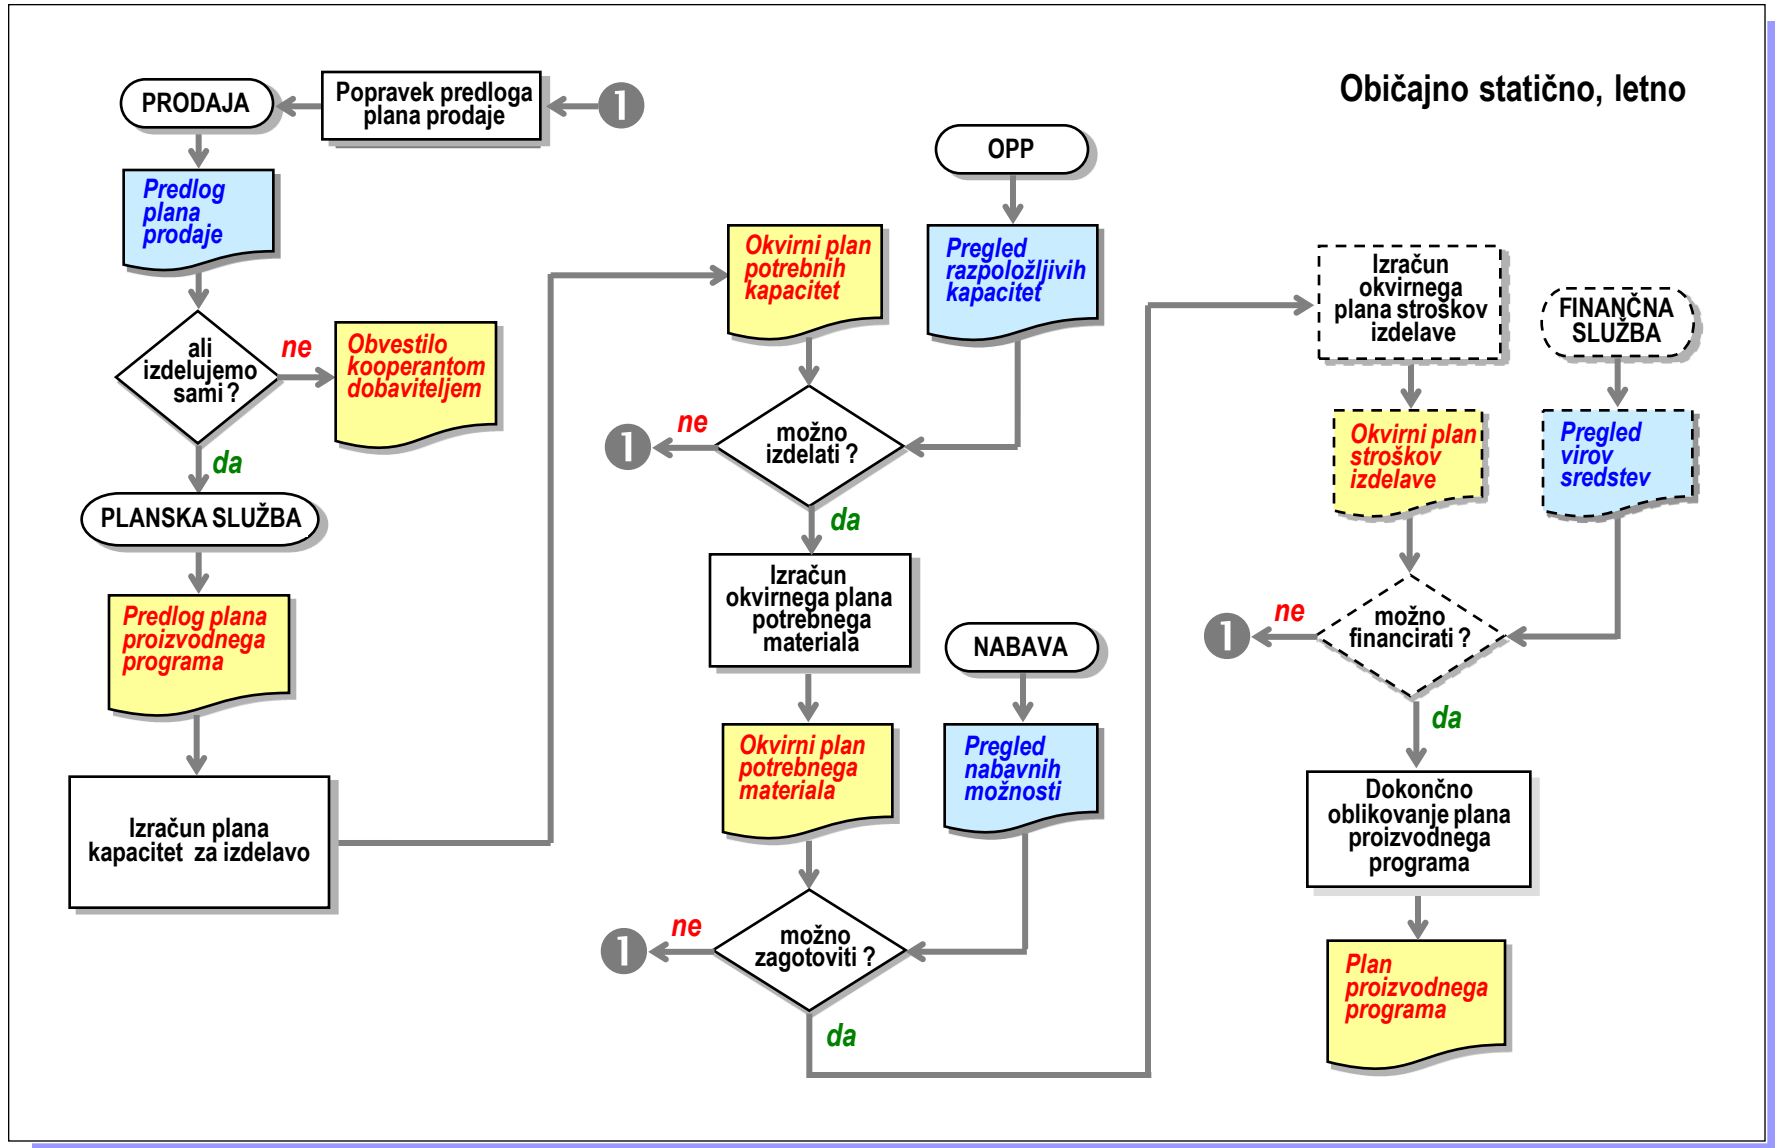 Običajno statično, letno
PRODAJA
Popravek predloga
plana prodaje
1
Predlog
plana
prodaje
ali
izdelujemo
sami ?
ne
Obvestilo
kooperantom
dobaviteljem
da
PLANSKA SLUŽBA
Predlog plana
proizvodnega
programa
Izračun plana
kapacitet za izdelavo
OPP
Okvirni plan
potrebnih
kapacitet
Pregled
razpoložljivih
kapacitet
možno
izdelati ?
ne
1
da
Izračun
okvirnega plana
potrebnega
materiala
NABAVA
Okvirni plan
potrebnega
materiala
Pregled
nabavnih
možnosti
možno
zagotoviti ?
ne
1
da
Izračun
okvirnega
plana stroškov
izdelave
FINANČNA
SLUŽBA
Okvirni plan
stroškov
izdelave
Pregled
virov
sredstev
možno
financirati ?
ne
1
da
Dokončno
oblikovanje plana
proizvodnega
programa
Plan
proizvodnega
programa